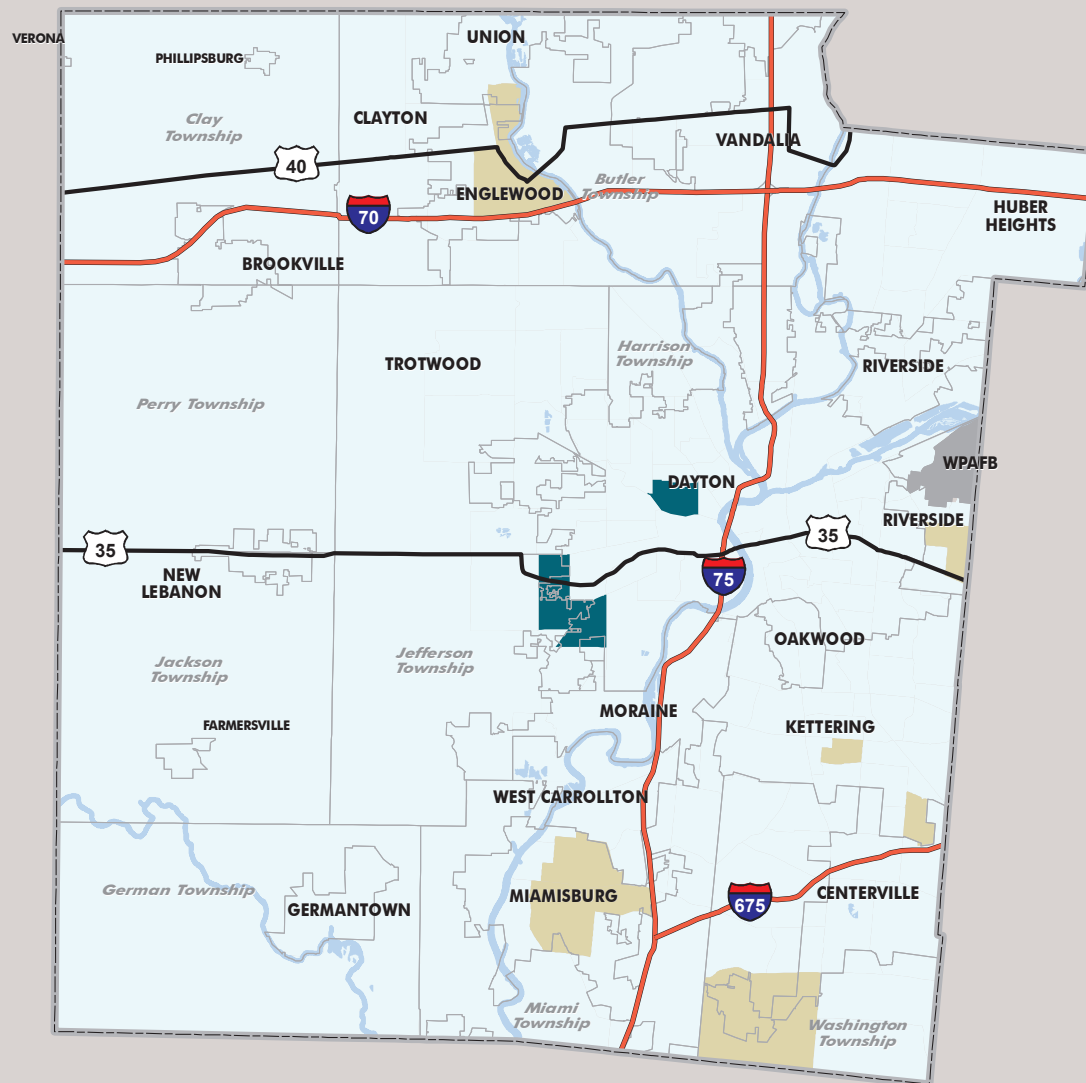 UNION
VERONA
PHILLIPSBURG
CLAYTON
Clay
Township
VANDALIA
40
Butler
Township
ENGLEWOOD
70
HUBER
HEIGHTS
BROOKVILLE
Harrison
Township
TROTWOOD
RIVERSIDE
Perry Township
WPAFB
DAYTON
RIVERSIDE
35
35
75
NEW
LEBANON
OAKWOOD
Jefferson
Township
Jackson
Township
MORAINE
FARMERSVILLE
KETTERING
WEST CARROLLTON
German Township
MIAMISBURG
CENTERVILLE
675
GERMANTOWN
Miami
Township
Washington
Township